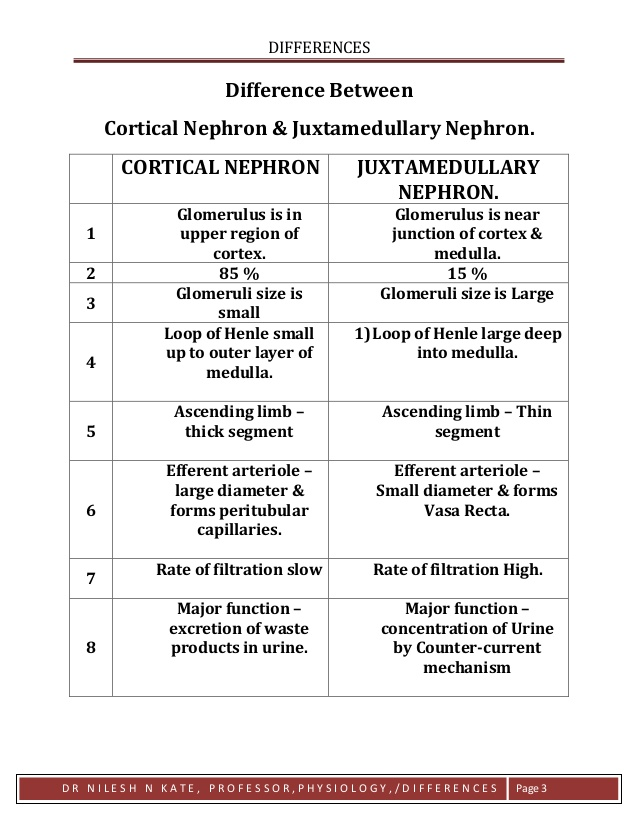 DIFFERENCES
Difference Between
Cortical Nephron & Juxtamedullary Nephron.
CORTICAL NEPHRON
JUXTAMEDULLARY
NEPHRON.
1
Glomerulus is in
upper region of
cortex.
Glomerulus is near
junction of cortex &
medulla.
2
85 %
15 %
3
Glomeruli size is
small
Glomeruli size is Large
4
Loop of Henle small
up to outer layer of
medulla.
1)Loop of Henle large deep
into medulla.
5
Ascending limb –
thick segment
Ascending limb – Thin
segment
6
Efferent arteriole –
large diameter &
forms peritubular
capillaries.
Efferent arteriole –
Small diameter & forms
Vasa Recta.
7
Rate of filtration slow
Rate of filtration High.
8
Major function –
excretion of waste
products in urine.
Major function –
concentration of Urine
by Counter-current
mechanism
DR NILESH N KATE, PROFESSOR,PHYSIOLOGY,/DIFFERENCES Page 3